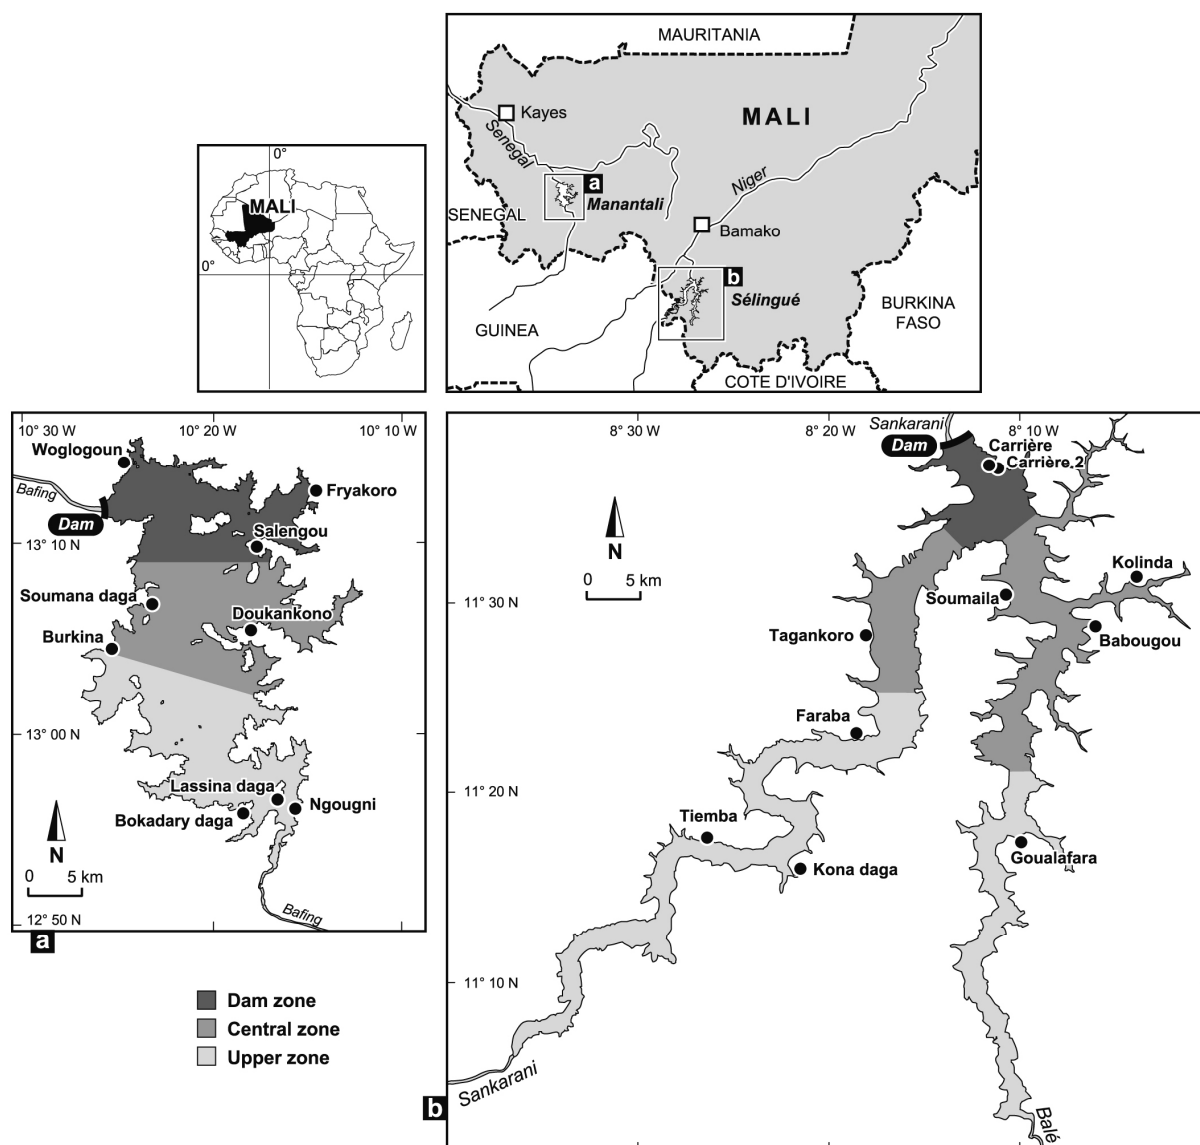 0°
MALI
0°
MAURITANIA
MALI
Kayes
Senegal
a
Manantali
Niger
SENEGAL
Bamako
b
Sélingué
GUINEA
BURKINA
FASO
COTE D'IVOIRE
10° 30 W
10° 20 W
10° 10 W
Woglogoun
Bafing
Fryakoro
Dam
Salengou
13° 10 N
Soumana daga
Doukankono
Burkina
13° 00 N
Lassina daga
Ngougni
Bokadary daga
N
0
5 km
Bafing
12° 50 N
a
Dam zone
Central zone
Upper zone
8° 30 W
8° 20 W
8° 10 W
Sankarani
Dam
Carrière
Carrière 2
N
0
5 km
Kolinda
11° 30 N
Soumaila
Tagankoro
Babougou
Faraba
11° 20 N
Tiemba
Goualafara
Kona daga
11° 10 N
Sankarani
Balé
b